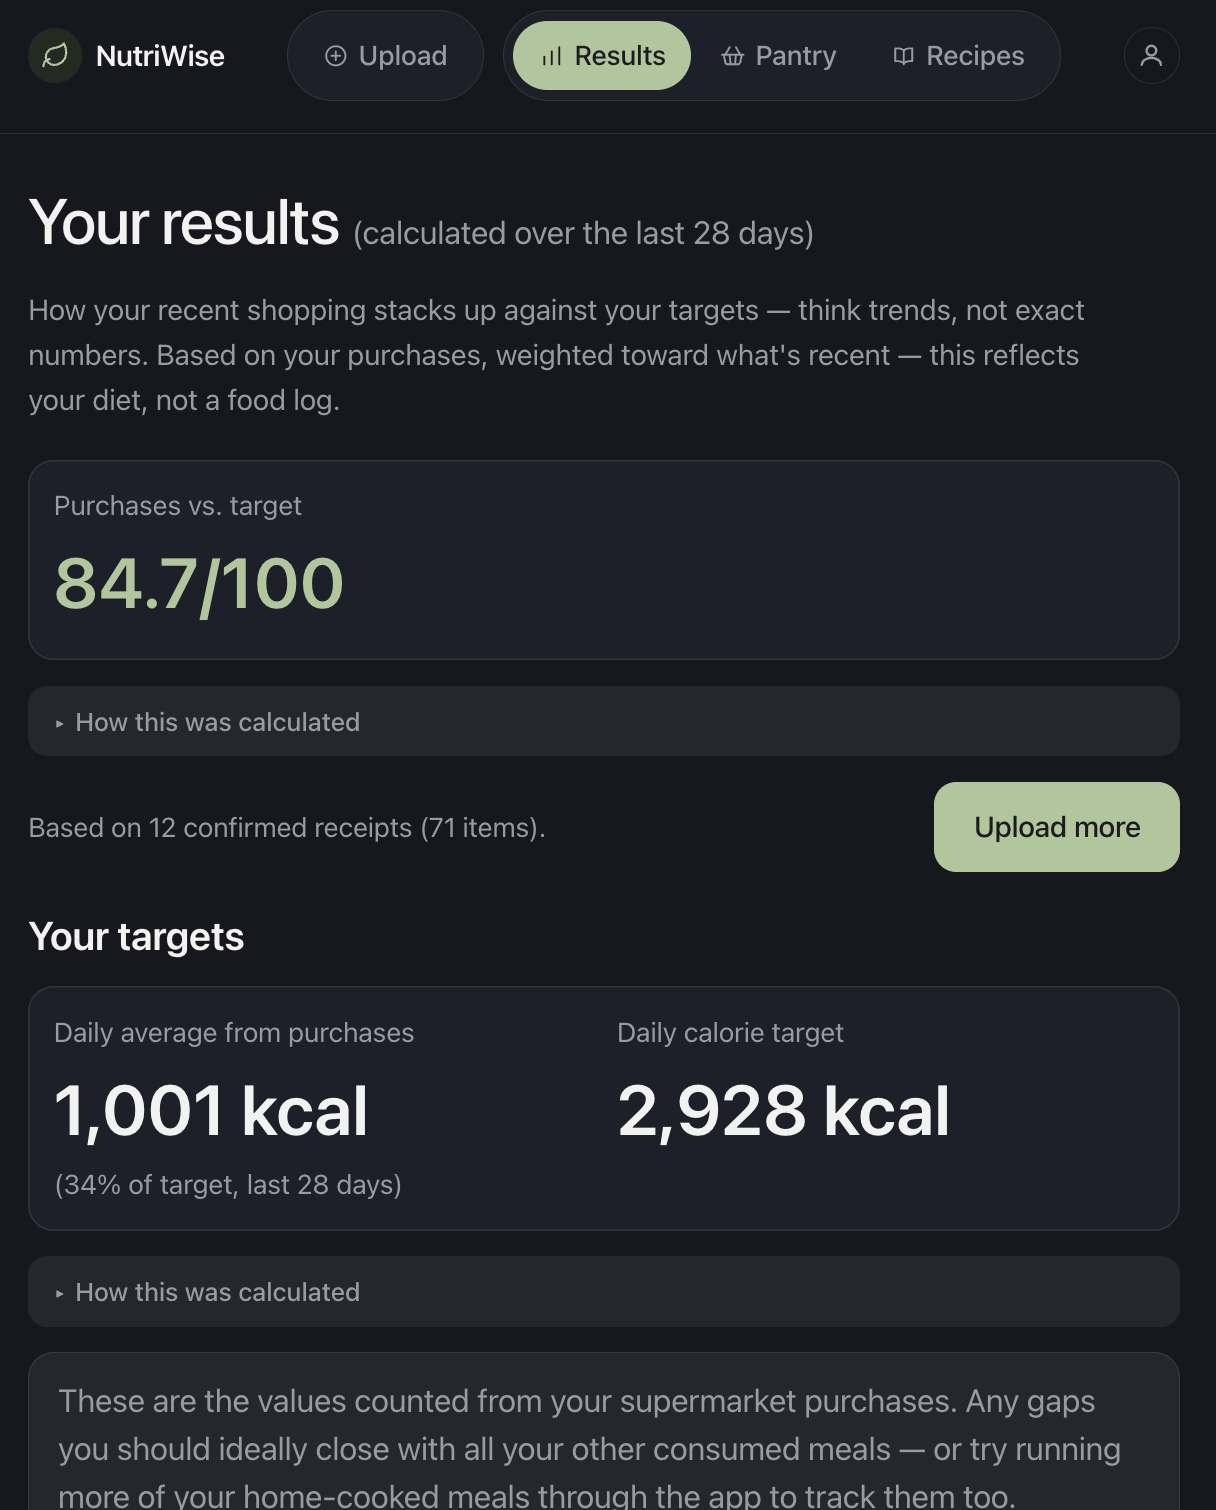 NutriWise
Upload
Results
Pantry
Recipes
Your results (calculated over the last 28 days)
How your recent shopping stacks up against your targets — think trends, not exact
numbers. Based on your purchases, weighted toward what's recent — this reflects
your diet, not a food log.
Purchases vs. target
84.7/100
▸ How this was calculated
Based on 12 confirmed receipts (71 items).
Upload more
Your targets
Daily average from purchases
1,001 kcal
(34% of target, last 28 days)
Daily calorie target
2,928 kcal
▸ How this was calculated
These are the values counted from your supermarket purchases. Any gaps
you should ideally close with all your other consumed meals — or try running
more of your home-cooked meals through the app to track them too.